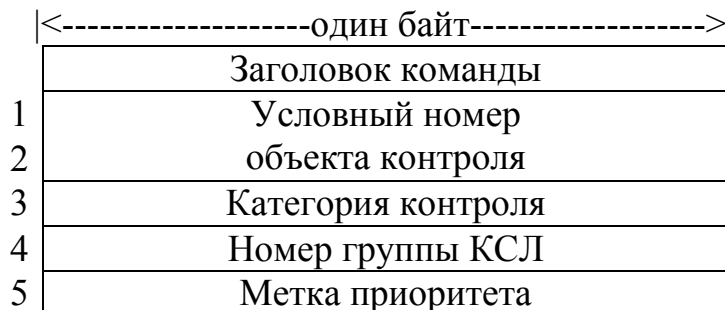 |<--------------------один байт------------------->
Заголовок команды
1 Условный номер
2 объекта контроля
3 Категория контроля
4 Номер группы КСЛ
5 Метка приоритета